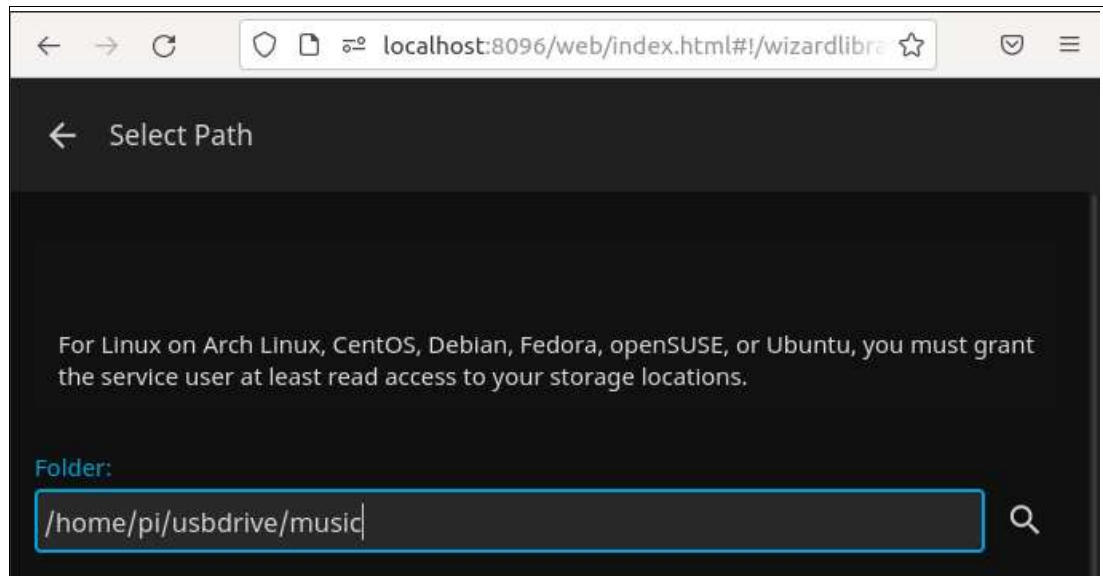 localhost:8096/web/index.html#!/wizardlibra
Select Path
For Linux on Arch Linux, CentOS, Debian, Fedora, openSUSE, or Ubuntu, you must grant
the service user at least read access to your storage locations.
Folder:
/home/pi/usbdrive/music